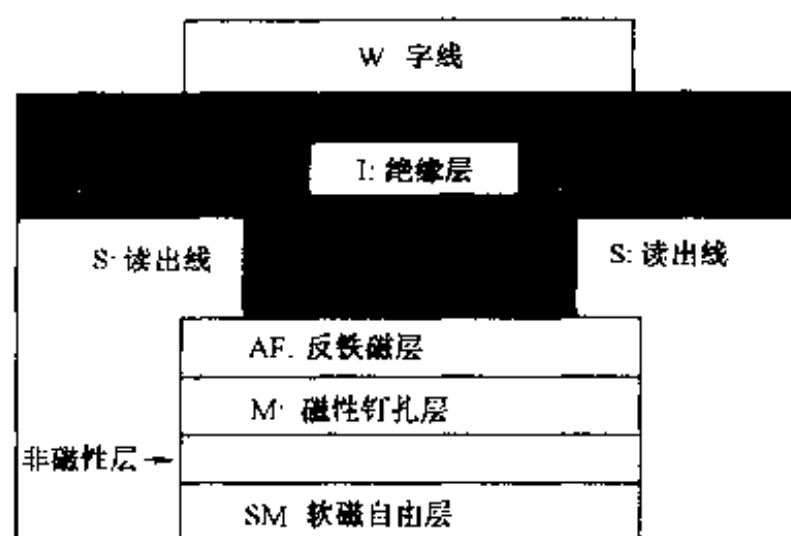 W 字线
I: 绝缘层
S: 读出线
S: 读出线
AF. 反铁磁层
M: 磁性钉扎层
非磁性层
SM 软磁自由层